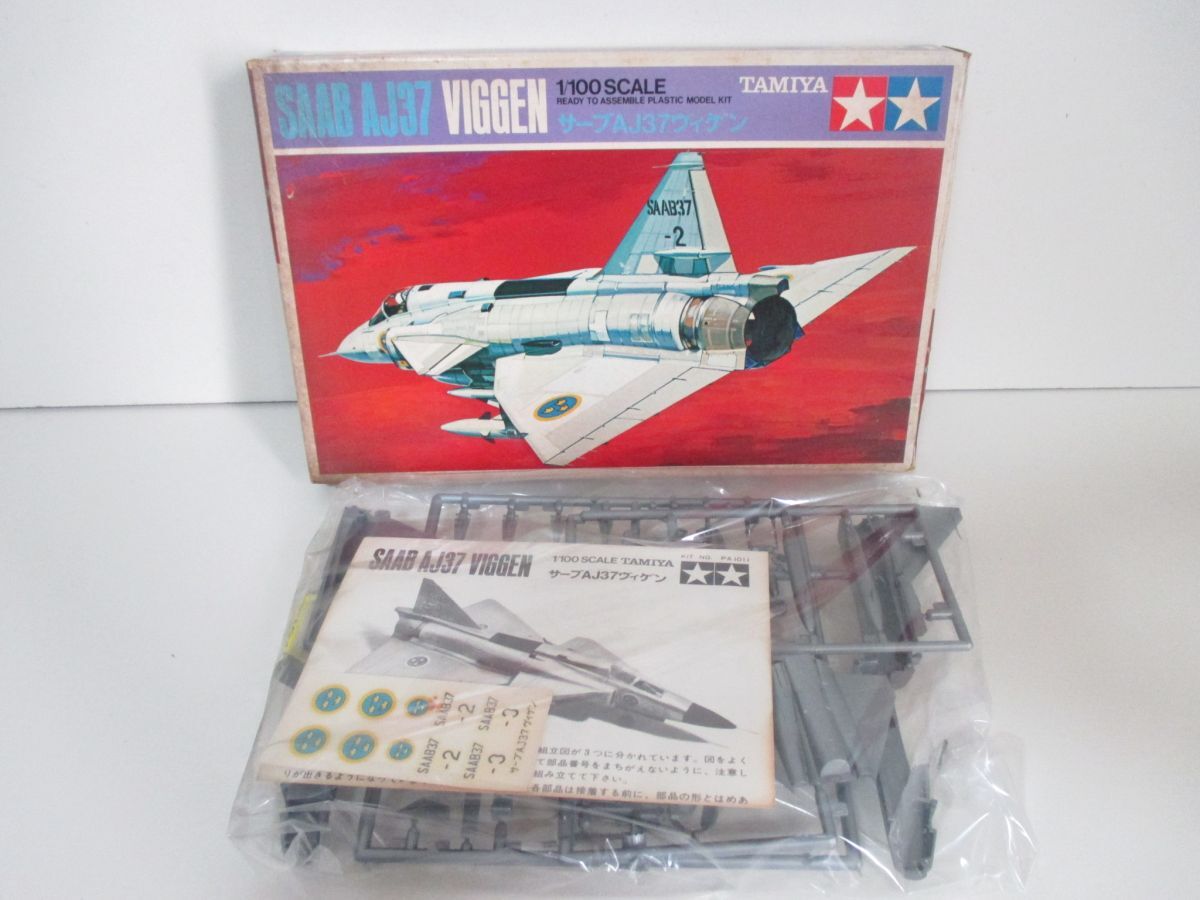 SAAB AJ37 VIGGEN
1/100 SCALE
READY TO ASSEMBLE PLASTIC MODEL KIT
サーブAJ37ヴィゲン
TAMIYA
SAAB37
-2
SAAB AJ37 VIGGEN
1/100 SCALE TAMIYA
サーブAJ37ヴィゲン
KIT NO. PA1011
SAAB37
-2
SAAB37
-3
SAAB37
-2
SAAB37
-3
サーブAJ37ヴィゲン
組立図が3つに分かれています。図をよく
て部品番号をまちがえないように、注意し
組み立てて下さい。
各部品は接着する前に、部品の形とはめあ